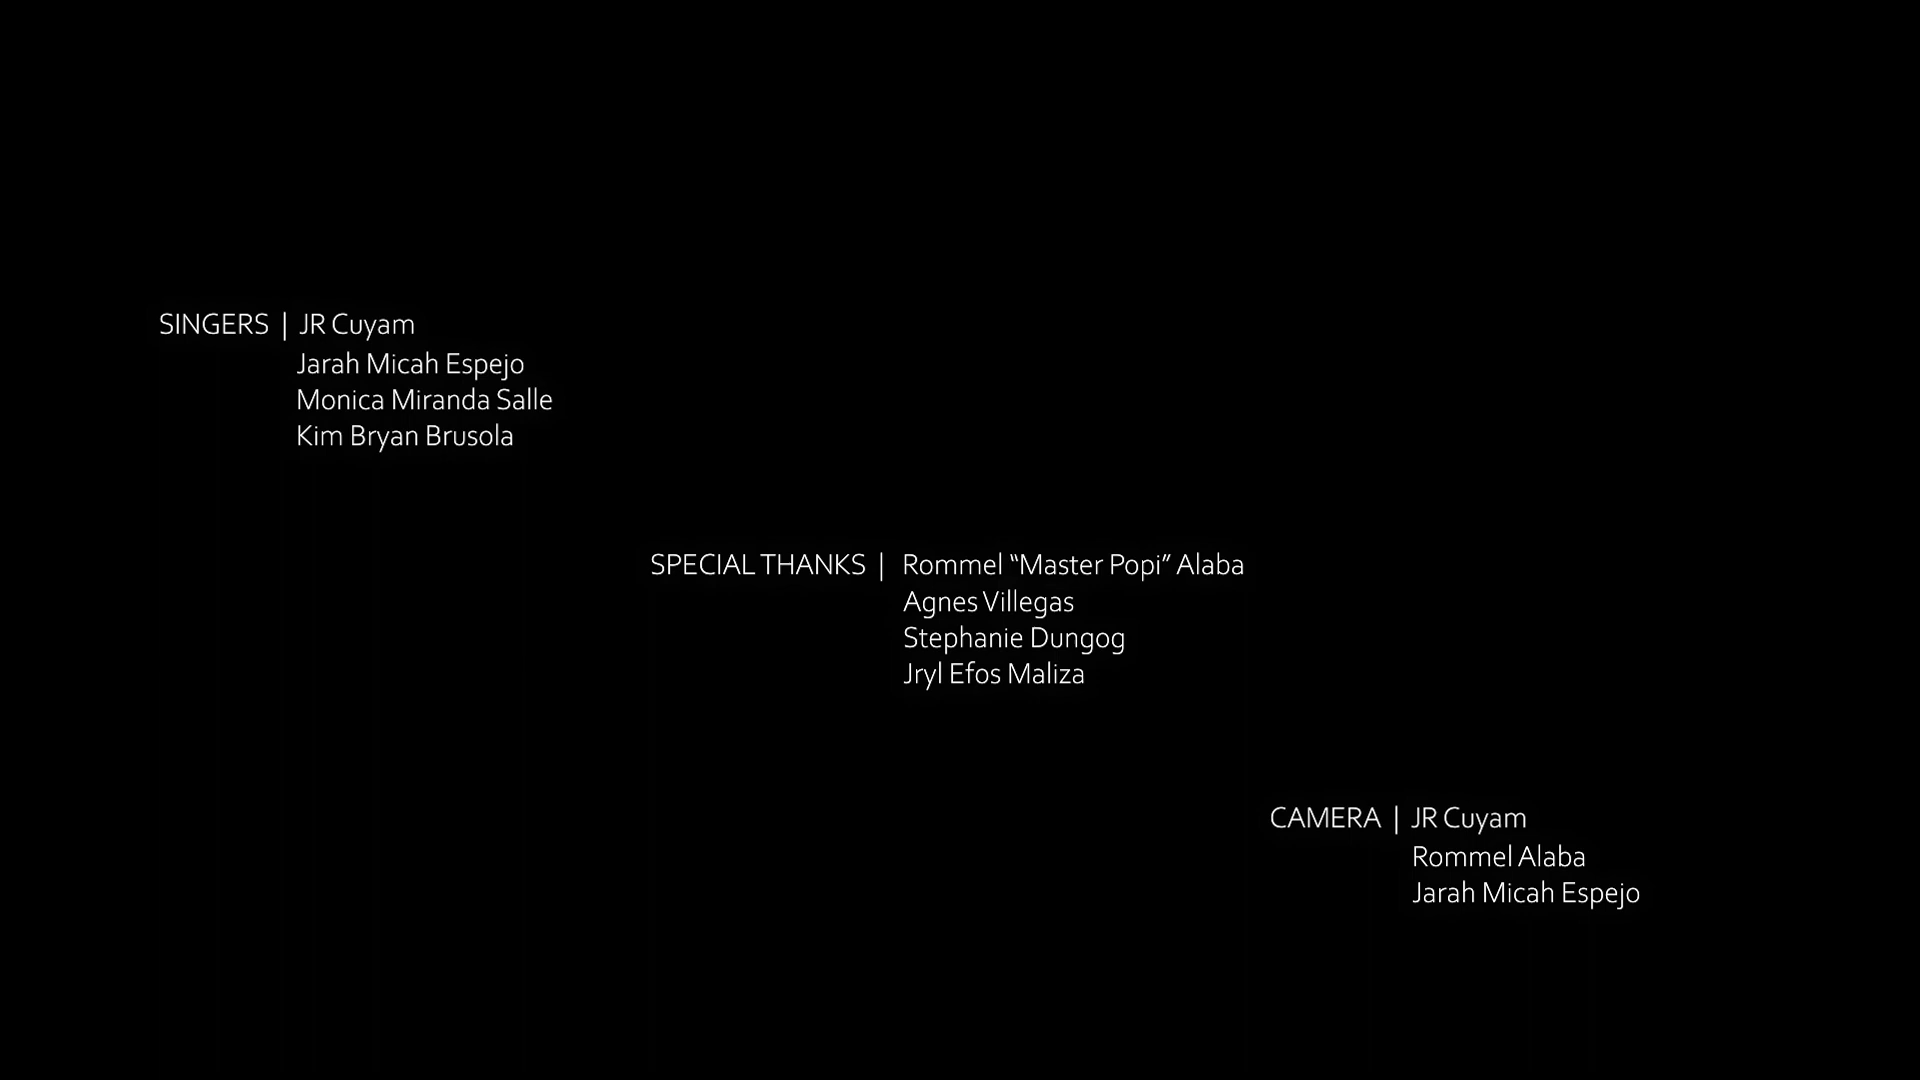 SINGERS | JR Cuyam
Jarah Micah Espejo
Monica Miranda Salle
Kim Bryan Brusola
SPECIAL THANKS | Rommel “Master Popi” Alaba
Agnes Villegas
Stephanie Dungog
Jryl Efos Maliza
CAMERA | JR Cuyam
Rommel Alaba
Jarah Micah Espejo